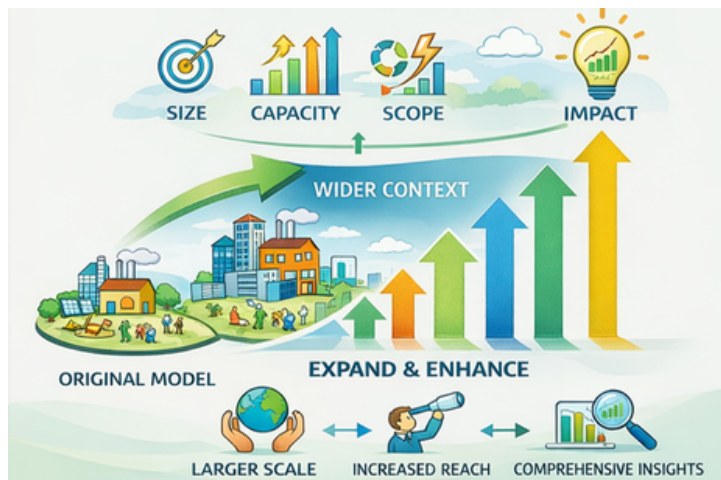 SIZE
CAPACITY
SCOPE
IMPACT
WIDER CONTEXT
ORIGINAL MODEL
EXPAND & ENHANCE
LARGER SCALE
INCREASED REACH
COMPREHENSIVE INSIGHTS